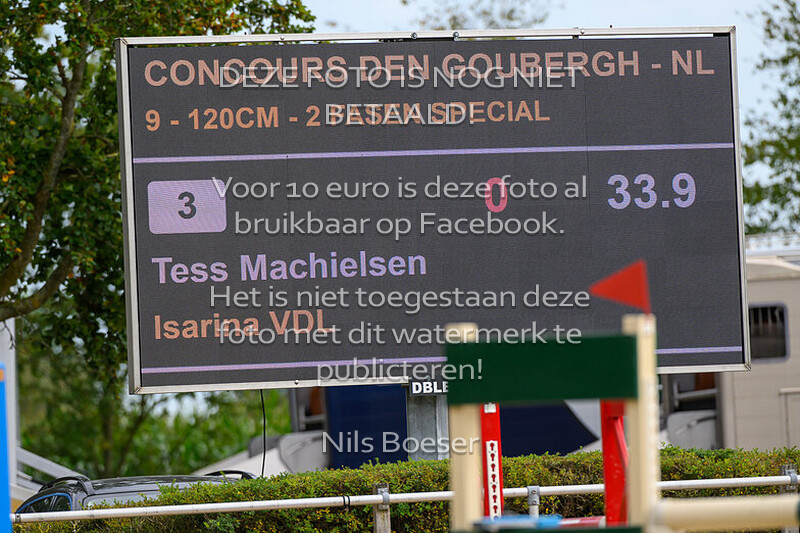 CONCOURS DEN GOUBERGH - NL
DEZE FOTO IS NOG NIET
BETAALD!
9 - 120CM - 2 FASEN SPECIAL
3 0 33.9
Voor 10 euro is deze foto al
bruikbaar op Facebook.
Tess Machielsen
Het is niet toegestaan deze
Isarina VDL
foto met dit watermerk te
publiceren!
DBLE
Nils Boeser